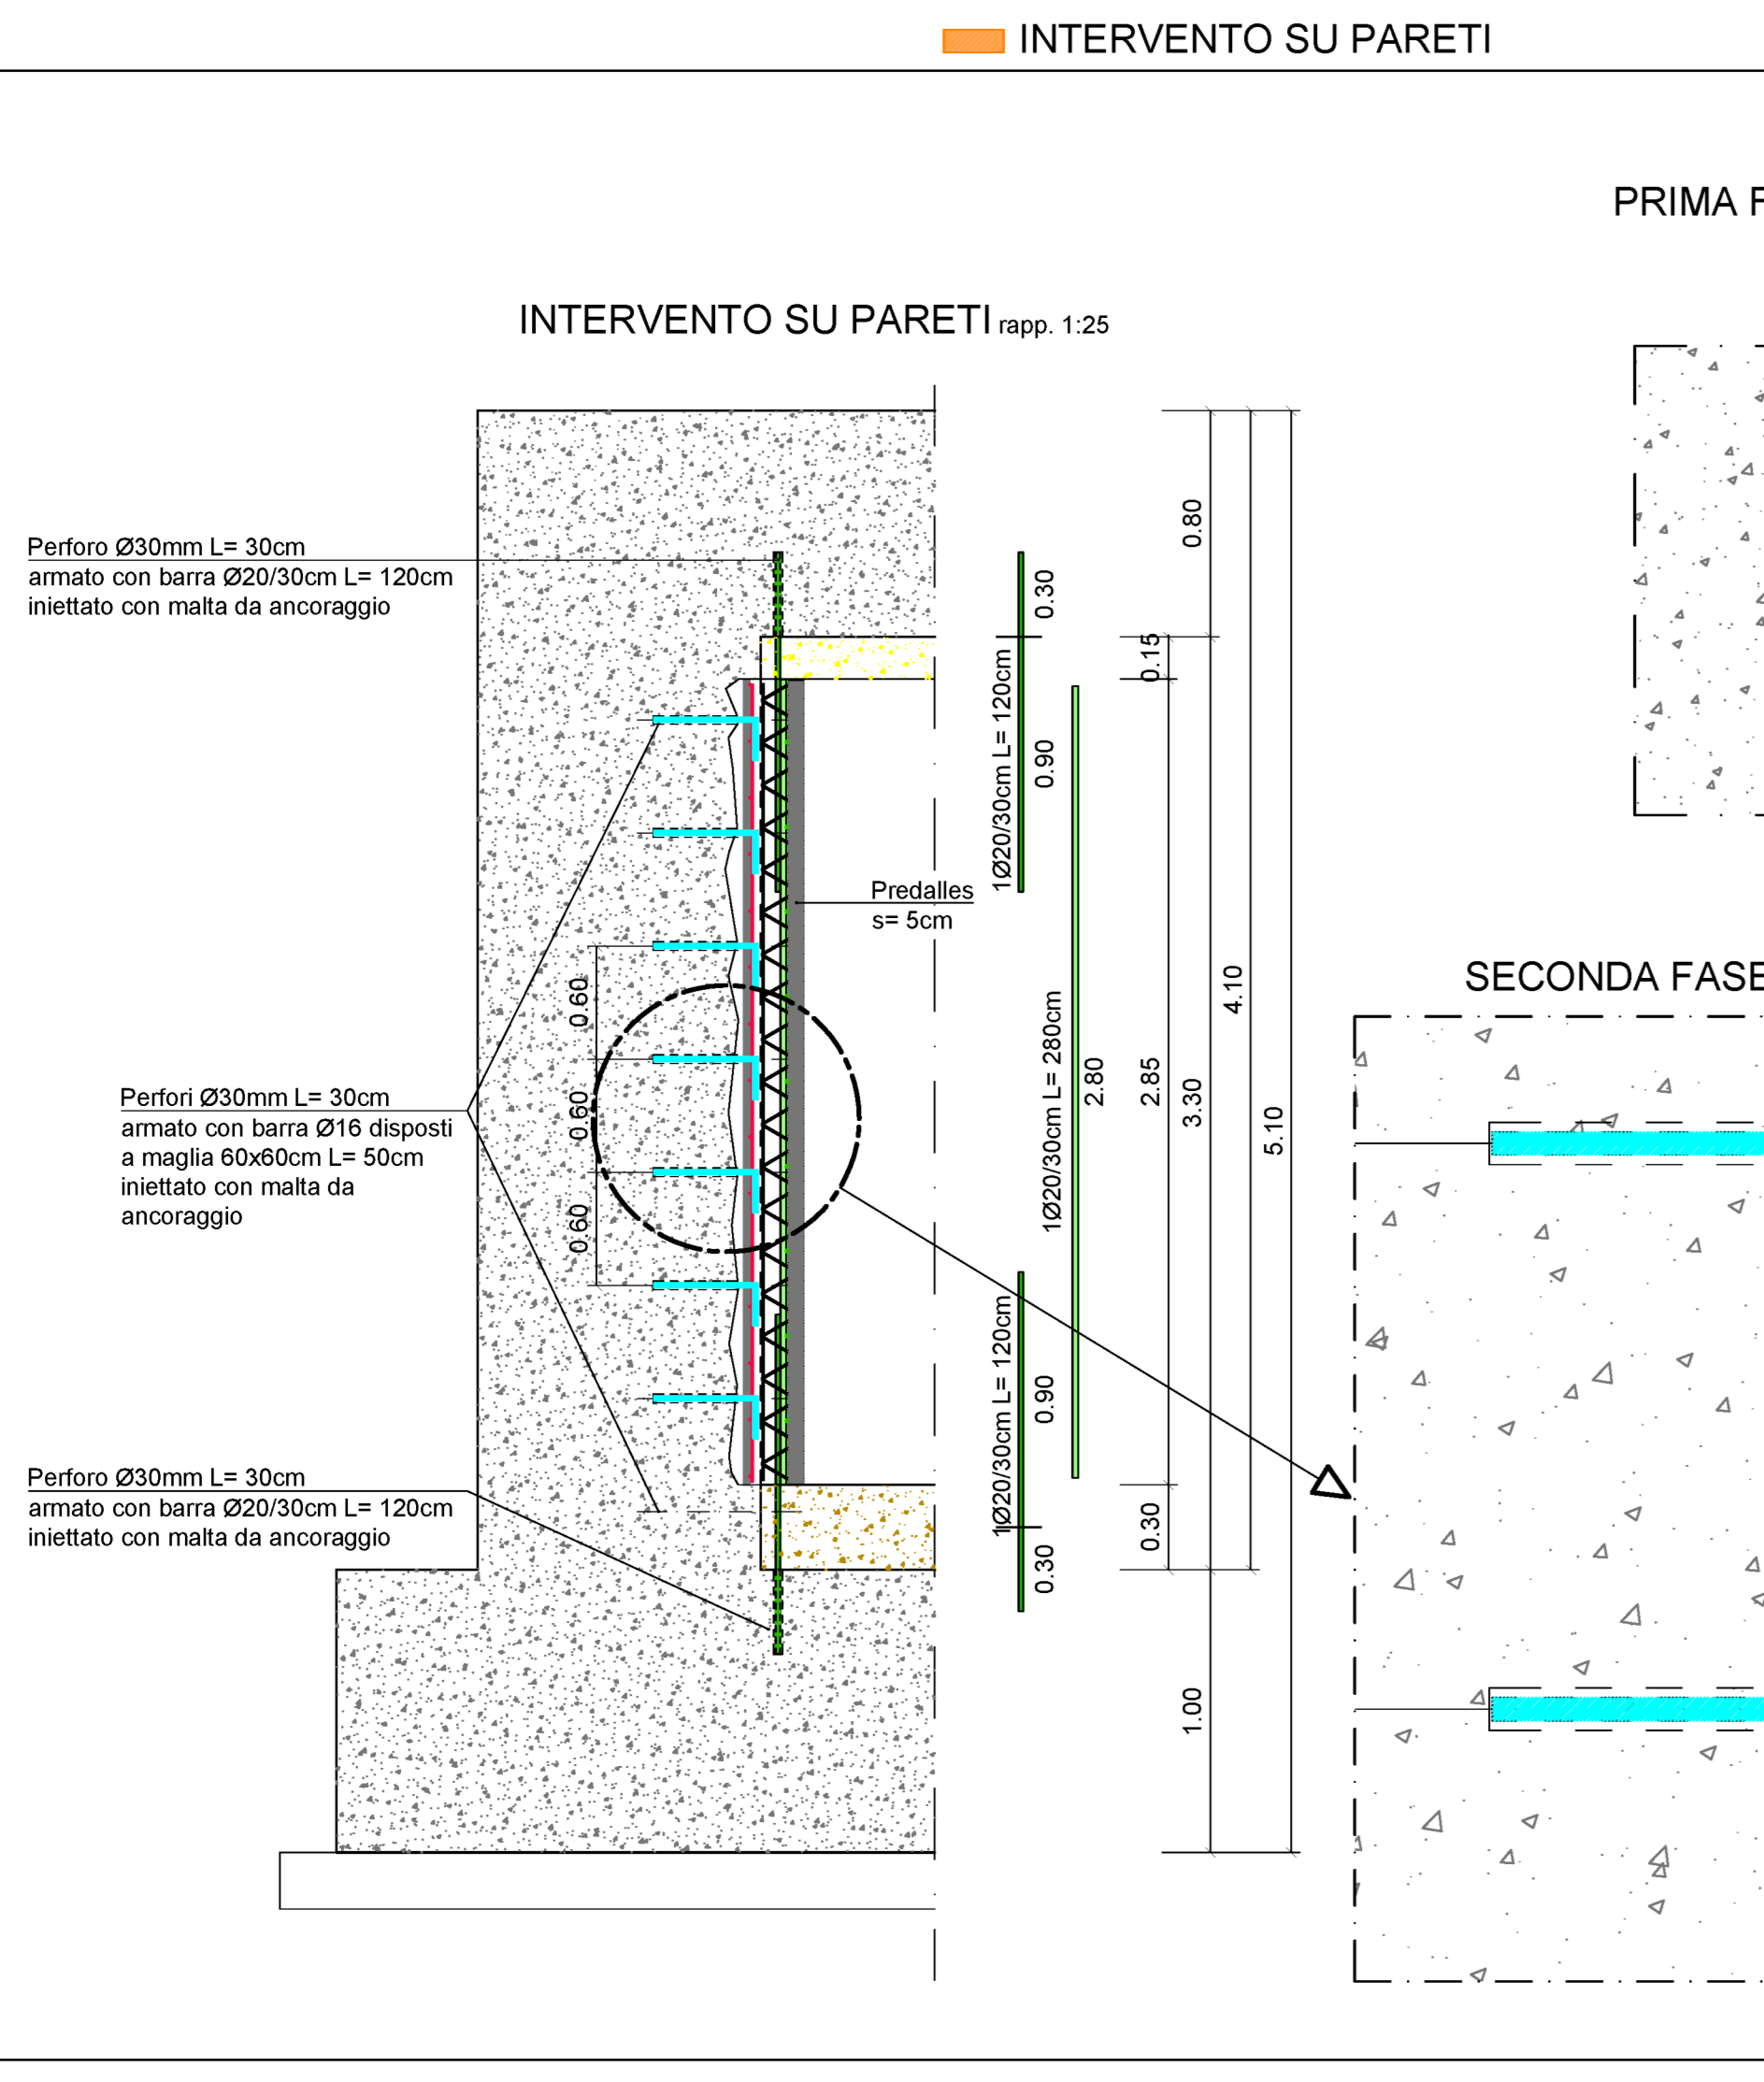 INTERVENTO SU PARETI
PRIMA F
INTERVENTO SU PARETI rapp. 1:25
Perforo Ø30mm L= 30cm
armato con barra Ø20/30cm L= 120cm
iniettato con malta da ancoraggio
Perfori Ø30mm L= 30cm
armato con barra Ø16 disposti
a maglia 60x60cm L= 50cm
iniettato con malta da
ancoraggio
Perforo Ø30mm L= 30cm
armato con barra Ø20/30cm L= 120cm
iniettato con malta da ancoraggio
0.60
0.60
0.60
Predalles
s= 5cm
1Ø20/30cm L= 120cm
0.30
0.90
1Ø20/30cm L= 280cm
2.80
1Ø20/30cm L= 120cm
0.90
0.30
0.15
2.85
0.30
0.80
3.30
1.00
4.10
5.10
SECONDA FASE